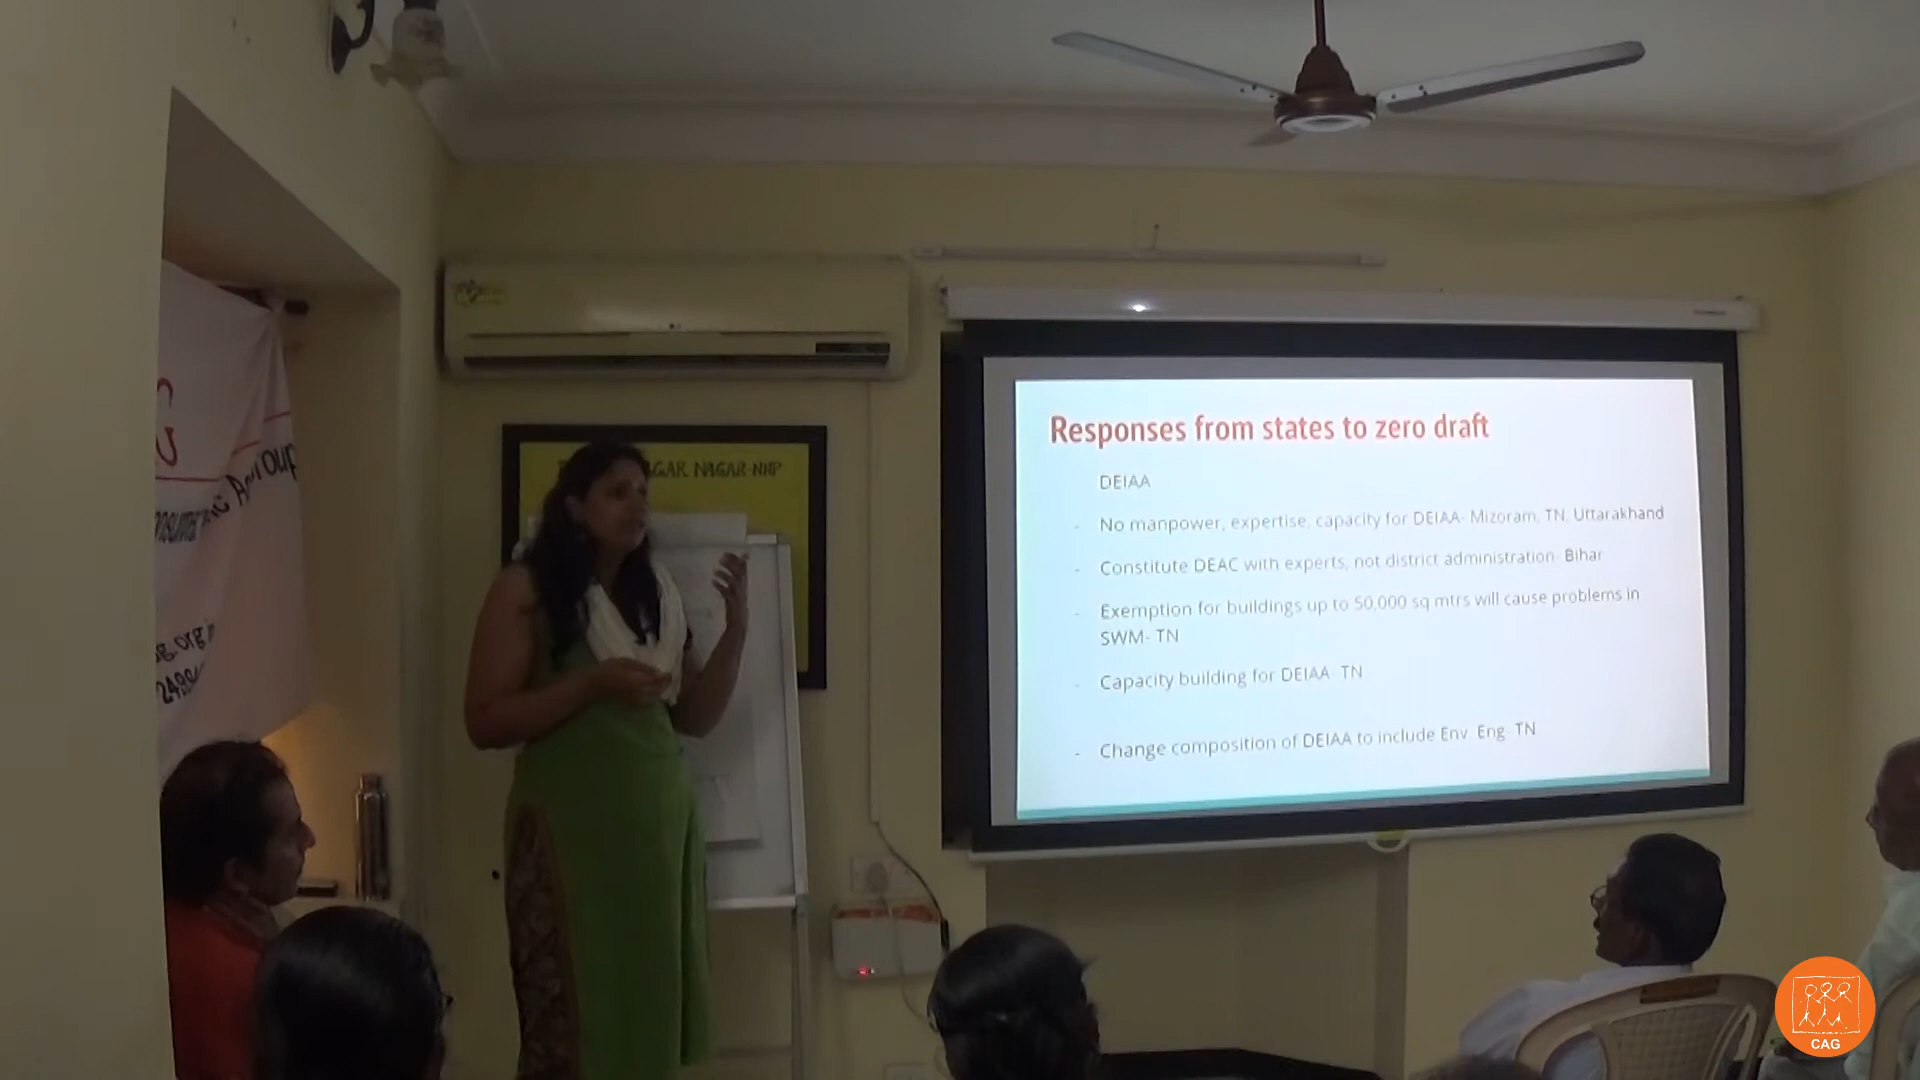 Responses from states to zero draft
DEIAA
- No manpower, expertise, capacity for DEIAA- Mizoram, TN, Uttarakhand
- Constitute DEAC with experts, not district administration- Bihar
- Exemption for buildings up to 50,000 sq mtrs will cause problems in
SWM- TN
- Capacity building for DEIAA- TN
- Change composition of DEIAA to include Env. Eng- TN
NAGAR-NNP
CAG